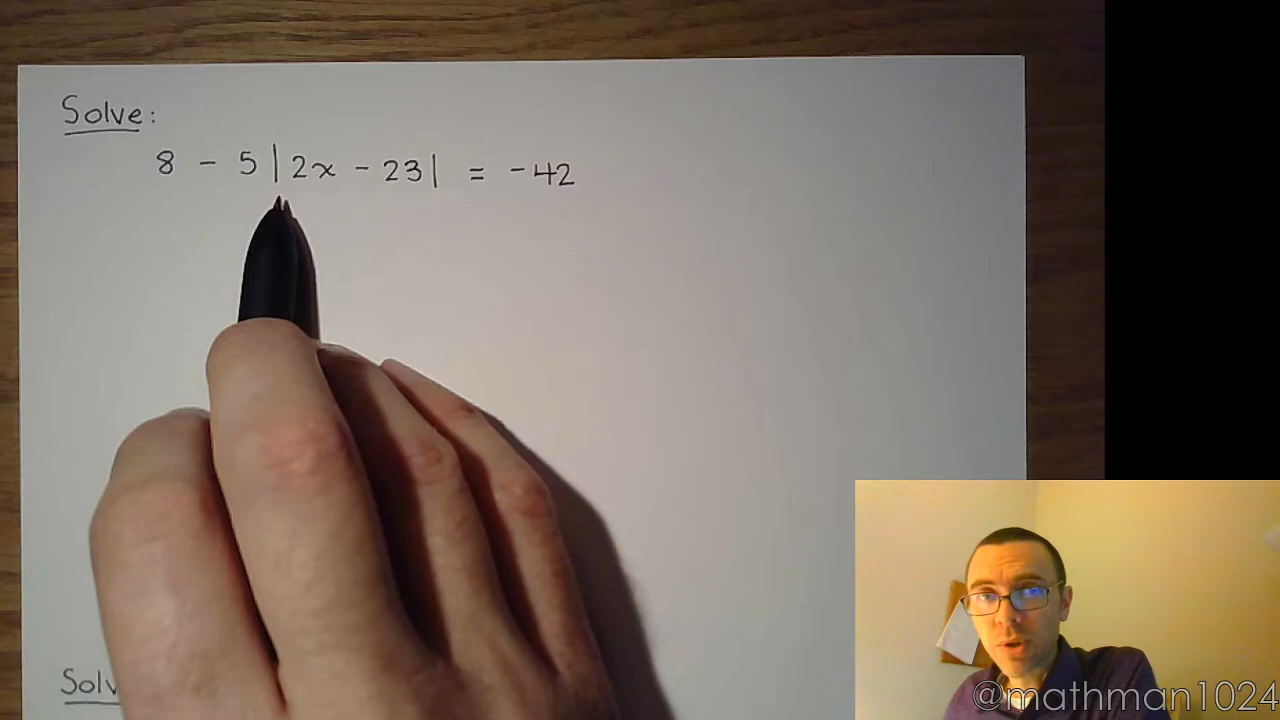 Solve:
8 - 5|2x - 23| = -42
Solv
@mathman1024